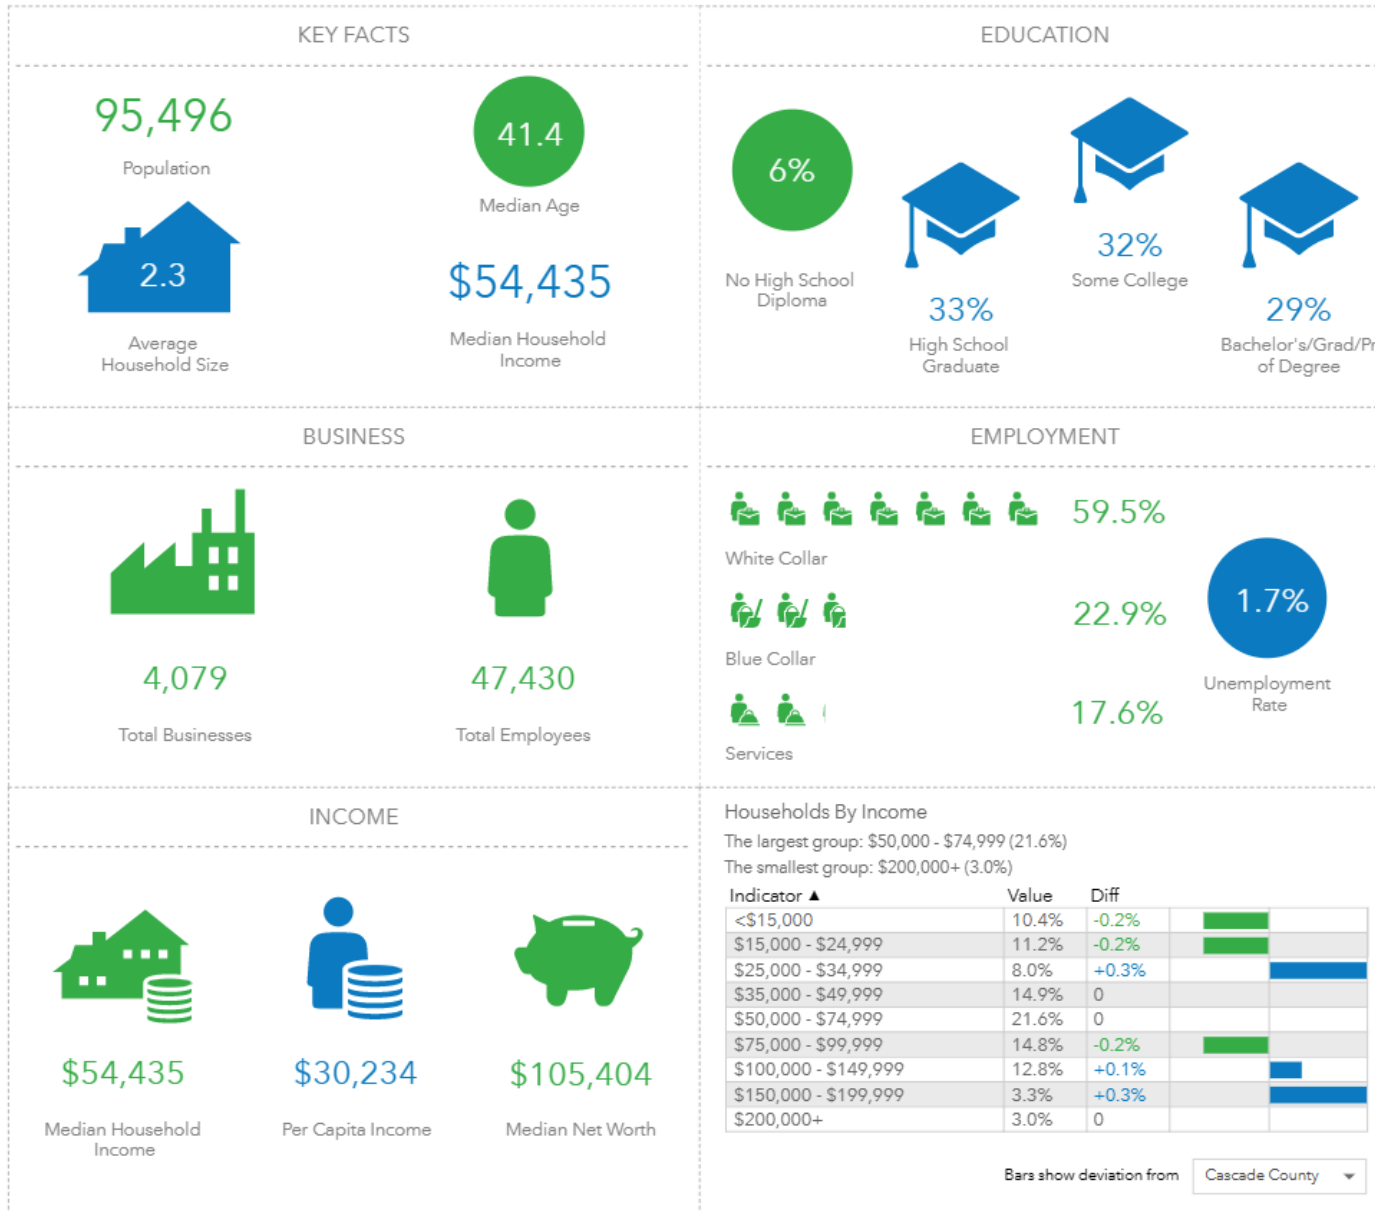 KEY FACTS
95,496
Population
41.4
Median Age
2.3
Average
Household Size
$54,435
Median Household
Income
EDUCATION
6%
No High School
Diploma
33%
High School
Graduate
32%
Some College
29%
Bachelor's/Grad/Pr
of Degree
BUSINESS
4,079
Total Businesses
47,430
Total Employees
EMPLOYMENT
59.5%
White Collar
22.9%
Blue Collar
17.6%
Services
1.7%
Unemployment
Rate
INCOME
$54,435
Median Household
Income
$30,234
Per Capita Income
$105,404
Median Net Worth
Households By Income
The largest group: $50,000 - $74,999 (21.6%)
The smallest group: $200,000+ (3.0%)
Indicator ▲ Value Diff
<$15,000 10.4% -0.2%
$15,000 - $24,999 11.2% -0.2%
$25,000 - $34,999 8.0% +0.3%
$35,000 - $49,999 14.9% 0
$50,000 - $74,999 21.6% 0
$75,000 - $99,999 14.8% -0.2%
$100,000 - $149,999 12.8% +0.1%
$150,000 - $199,999 3.3% +0.3%
$200,000+ 3.0% 0
Bars show deviation from Cascade County